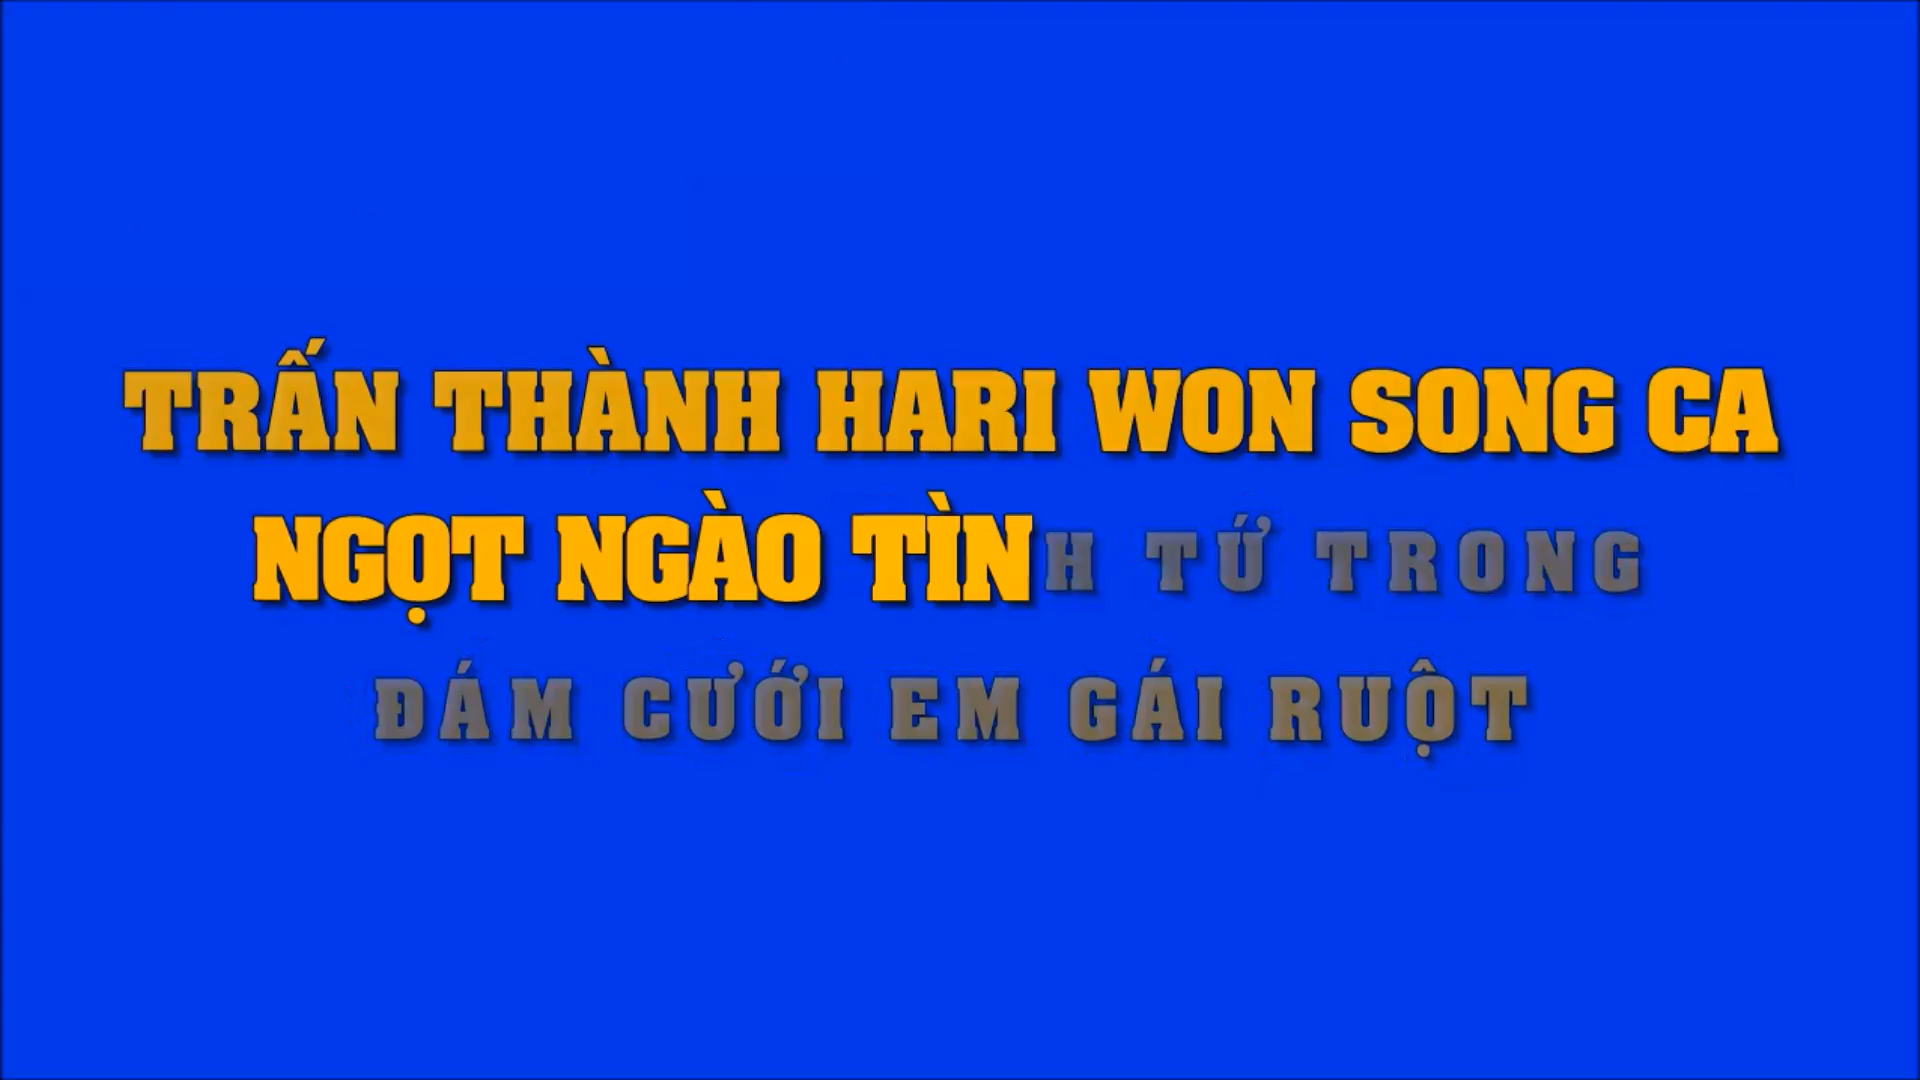 TRẤN THÀNH HARI WON SONG CA
NGỌT NGÀO TÌNH TỨ TRONG
ĐÁM CƯỚI EM GÁI RUỘT